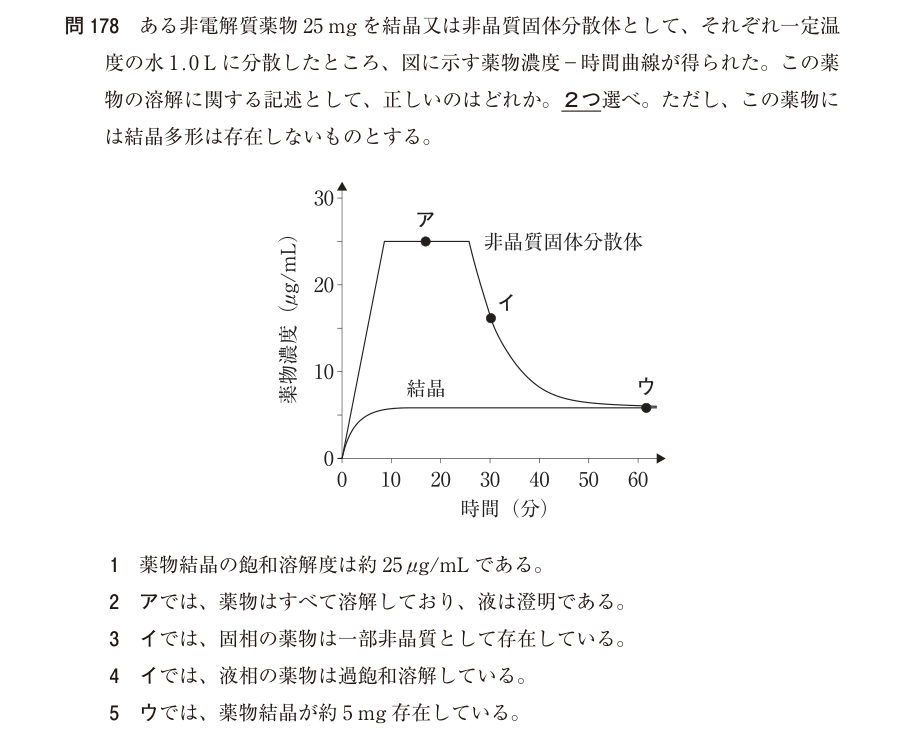 問 178　ある非電解質薬物 25 mg を結晶又は非晶質固体分散体として、それぞれ一定温
度の水 1.0 L に分散したところ、図に示す薬物濃度－時間曲線が得られた。この薬
物の溶解に関する記述として、正しいのはどれか。2つ選べ。ただし、この薬物に
は結晶多形は存在しないものとする。
30
ア
非晶質固体分散体
20
イ
薬物濃度（μg/mL）
10
結晶
ウ
0
0 10 20 30 40 50 60
時間（分）
1　薬物結晶の飽和溶解度は約 25 μg/mL である。
2　アでは、薬物はすべて溶解しており、液は澄明である。
3　イでは、固相の薬物は一部非晶質として存在している。
4　イでは、液相の薬物は過飽和溶解している。
5　ウでは、薬物結晶が約 5 mg 存在している。